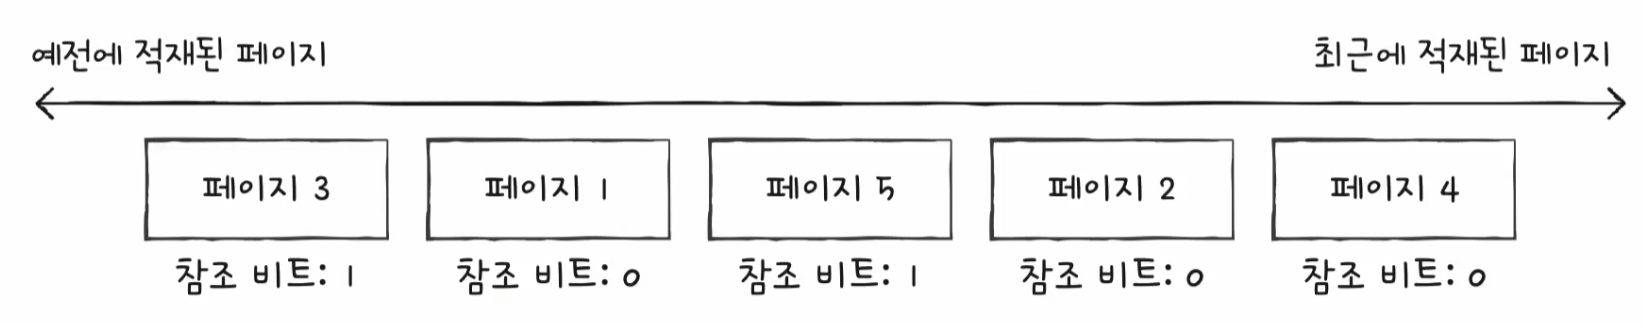 예전에 적재된 페이지
최근에 적재된 페이지
페이지 3
페이지 1
페이지 5
페이지 2
페이지 4
참조 비트: 1
참조 비트: 0
참조 비트: 1
참조 비트: 0
참조 비트: 0